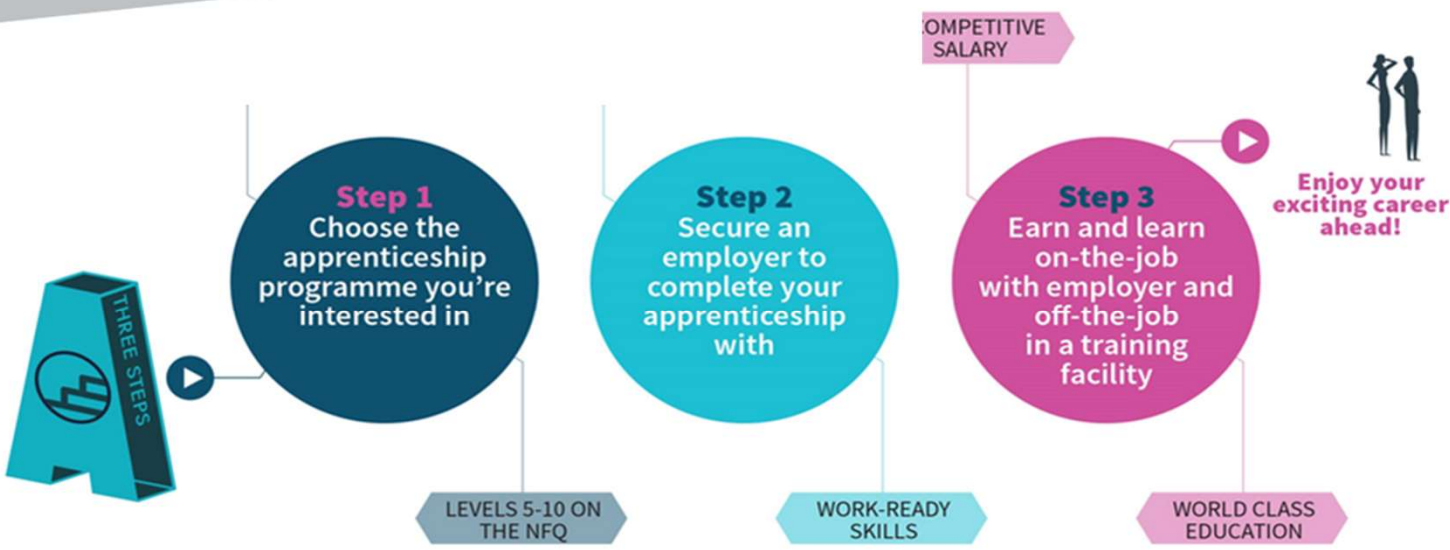 THREE STEPS
Step 1
Choose the
apprenticeship
programme you're
interested in
LEVELS 5-10 ON
THE NFQ
Step 2
Secure an
employer to
complete your
apprenticeship
with
WORK-READY
SKILLS
OMPETITIVE
SALARY
Step 3
Earn and learn
on-the-job
with employer and
off-the-job
in a training
facility
WORLD CLASS
EDUCATION
Enjoy your
exciting career
ahead!